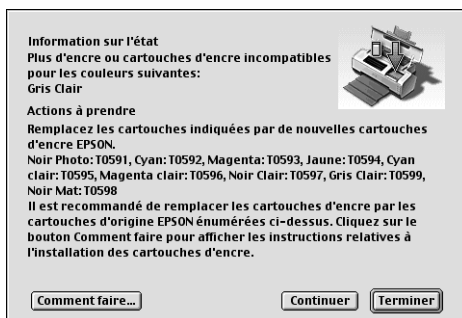 Information sur l'état
Plus d'encre ou cartouches d'encre incompatibles
pour les couleurs suivantes:
Gris Clair
Actions à prendre
Remplacez les cartouches indiquées par de nouvelles cartouches
d'encre EPSON.
Noir Photo: T0591, Cyan: T0592, Magenta: T0593, Jaune: T0594, Cyan
clair: T0595, Magenta clair: T0596, Noir Clair: T0597, Gris Clair: T0599,
Noir Mat: T0598
Il est recommandé de remplacer les cartouches d'encre par les
cartouches d'origine EPSON énumérées ci-dessus. Cliquez sur le
bouton Comment faire pour afficher les instructions relatives à
l'installation des cartouches d'encre.
Comment faire...
Continuer
Terminer